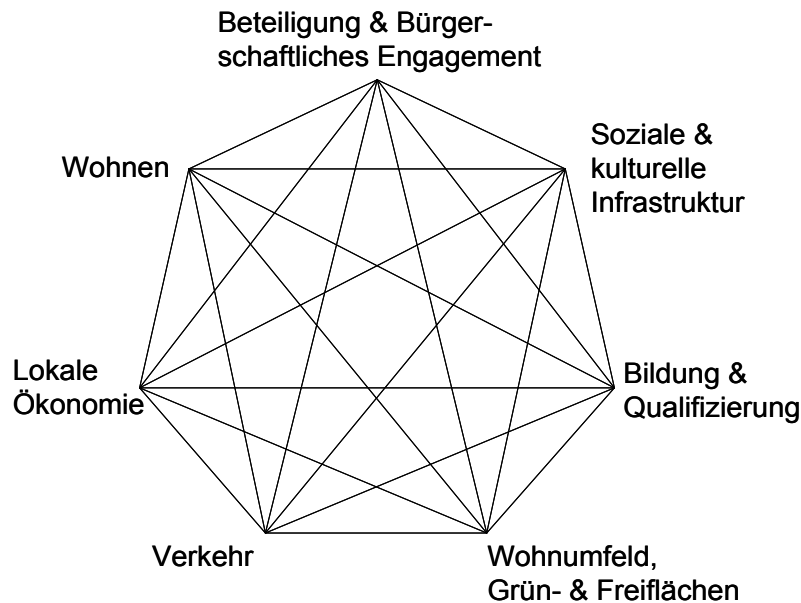 Beteiligung & Bürger-
schaftliches Engagement
Soziale &
kulturelle
Infrastruktur
Wohnen
Lokale
Ökonomie
Bildung &
Qualifizierung
Verkehr
Wohnumfeld,
Grün- & Freiflächen